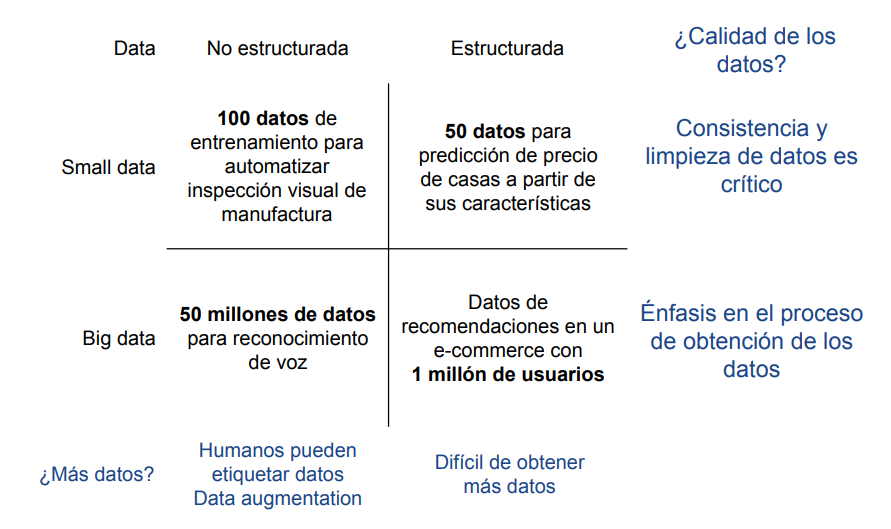 Data
No estructurada
Estructurada
¿Calidad de los
datos?
Small data
100 datos de
entrenamiento para
automatizar
inspección visual de
manufactura
50 datos para
predicción de precio
de casas a partir de
sus características
Consistencia y
limpieza de datos es
crítico
Big data
50 millones de datos
para reconocimiento
de voz
Datos de
recomendaciones en un
e-commerce con
1 millón de usuarios
Énfasis en el proceso
de obtención de los
datos
¿Más datos?
Humanos pueden
etiquetar datos
Data augmentation
Difícil de obtener
más datos